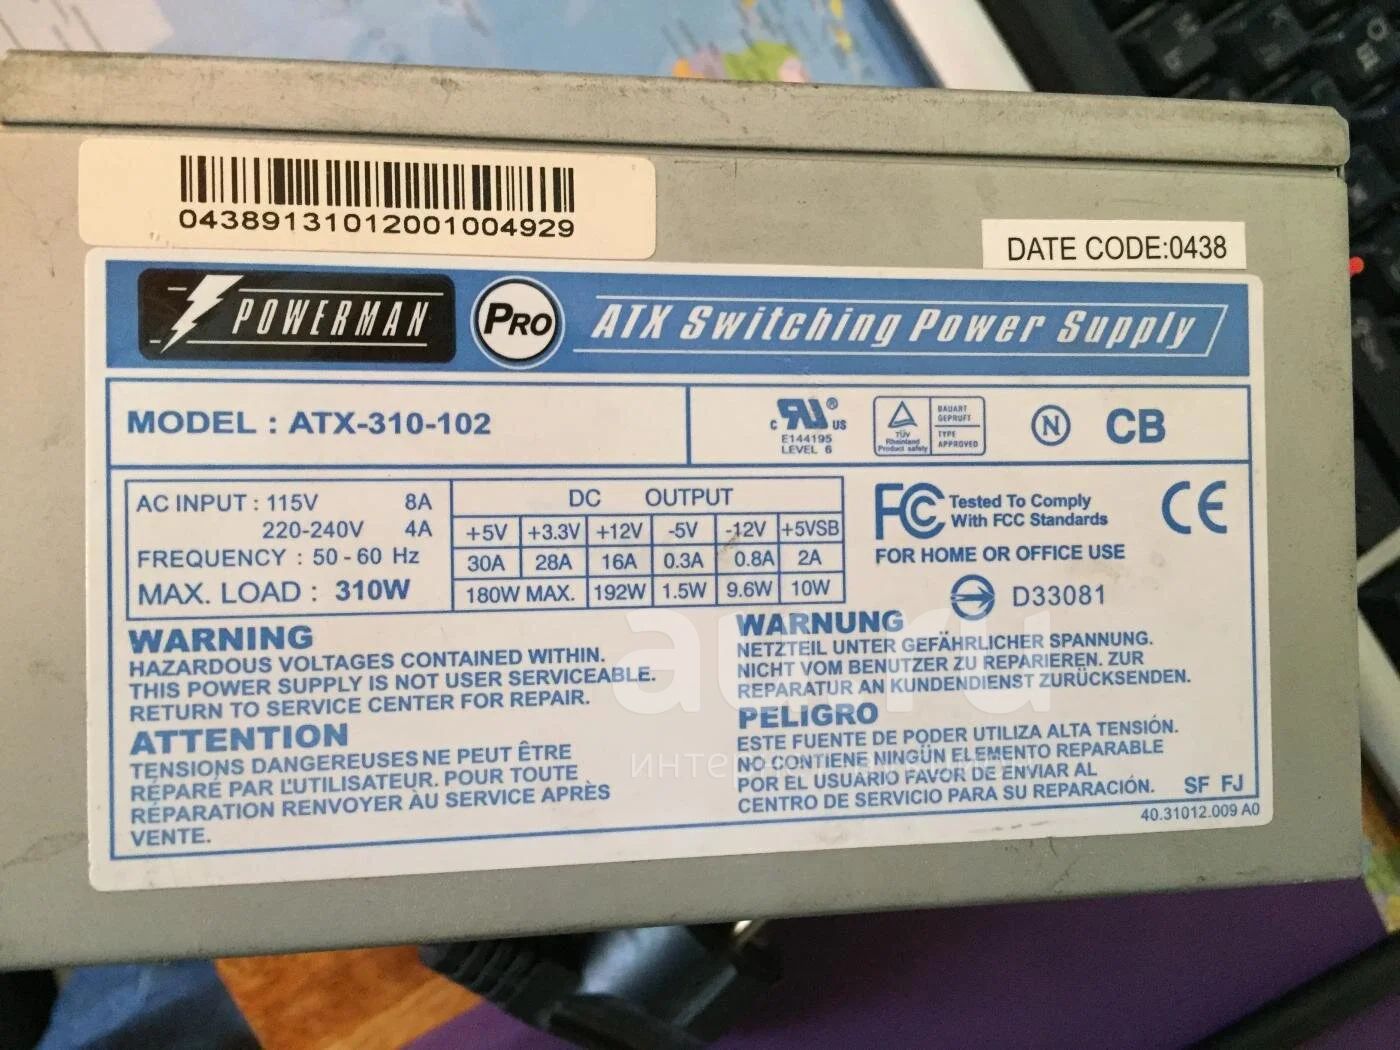 04389131012001004929
DATE CODE:0438
POWERMAN PRO ATX Switching Power Supply
MODEL : ATX-310-102
c RU ® US
E144195
LEVEL 6
TÜV
Rheinland
Product safety
BAUART
GEPRUFT
TYPE
APPROVED
N
CB
AC INPUT : 115V 8A
220-240V 4A
FREQUENCY : 50 - 60 Hz
MAX. LOAD : 310W
DC OUTPUT
+5V +3.3V +12V -5V -12V +5VSB
30A 28A 16A 0.3A 0.8A 2A
180W MAX. 192W 1.5W 9.6W 10W
FC Tested To Comply
With FCC Standards
CE
FOR HOME OR OFFICE USE
D33081
WARNING
HAZARDOUS VOLTAGES CONTAINED WITHIN.
THIS POWER SUPPLY IS NOT USER SERVICEABLE.
RETURN TO SERVICE CENTER FOR REPAIR.
ATTENTION
TENSIONS DANGEREUSES NE PEUT ÊTRE
RÉPARÉ PAR L'UTILISATEUR. POUR TOUTE
RÉPARATION RENVOYER ÀU SERVICE APRÈS
VENTE.
WARNUNG
NETZTEIL UNTER GEFÄHRLICHER SPANNUNG.
NICHT VOM BENUTZER ZU REPARIEREN. ZUR
REPARATUR AN KUNDENDIENST ZURÜCKSENDEN.
PELIGRO
ESTE FUENTE DE PODER UTILIZA ALTA TENSIÓN.
NO CONTIENE NINGÜN ELEMENTO REPARABLE
POR EL USUARIO FAVOR DE ENVIAR AL
CENTRO DE SERVICIO PARA SU REPARACIÓN.
SF FJ
40.31012.009 A0
au.ru